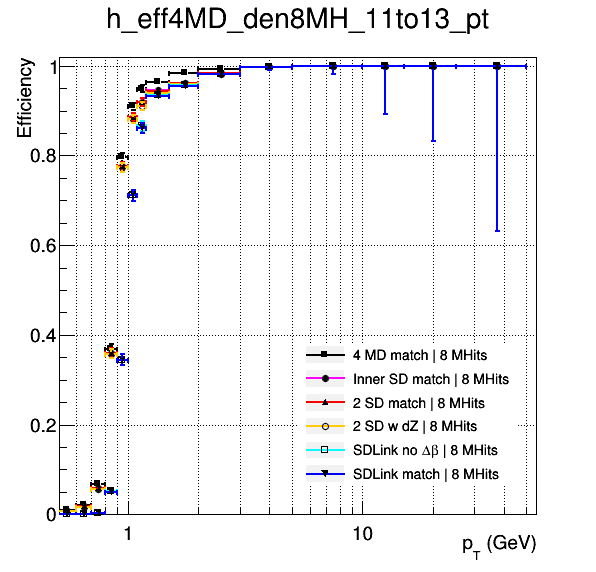 h_eff4MD_den8MH_11to13_pt
Efficiency
1
0.8
0.6
0.4
0.2
0
4 MD match | 8 MHits
Inner SD match | 8 MHits
2 SD match | 8 MHits
2 SD w dZ | 8 MHits
SDLink no Δβ | 8 MHits
SDLink match | 8 MHits
1
10
p_T (GeV)